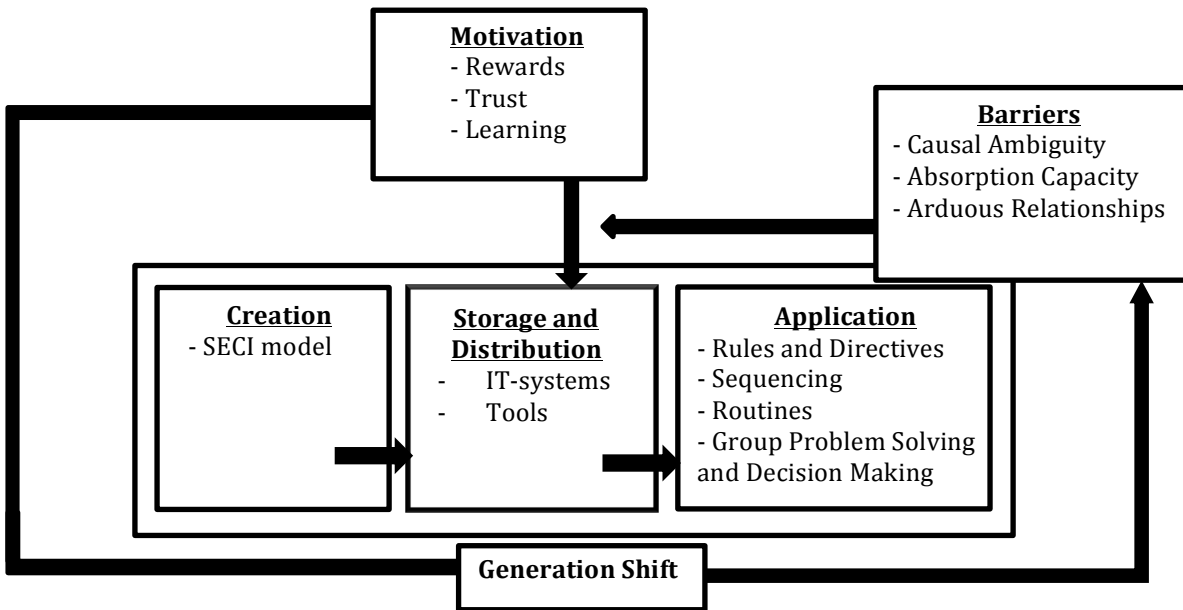 Motivation
- Rewards
- Trust
- Learning
Barriers
- Causal Ambiguity
- Absorption Capacity
- Arduous Relationships
Creation
- SECI model
Storage and
Distribution
- IT-systems
- Tools
Application
- Rules and Directives
- Sequencing
- Routines
- Group Problem Solving
and Decision Making
Generation Shift